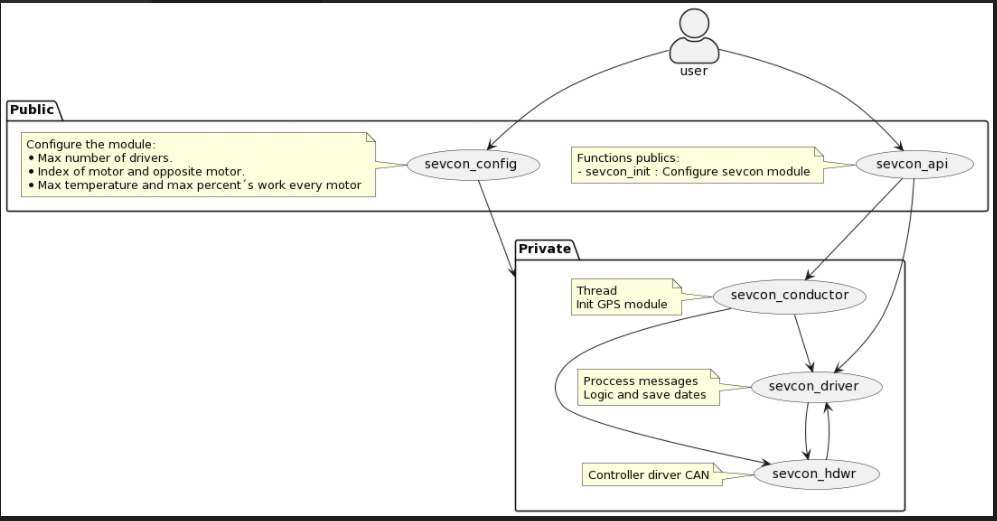 user
Public
Configure the module:
• Max number of drivers.
• Index of motor and opposite motor.
• Max temperature and max percent´s work every motor
sevcon_config
Functions publics:
- sevcon_init : Configure sevcon module
sevcon_api
Private
Thread
Init GPS module
sevcon_conductor
Proccess messages
Logic and save dates
sevcon_driver
Controller dirver CAN
sevcon_hdwr